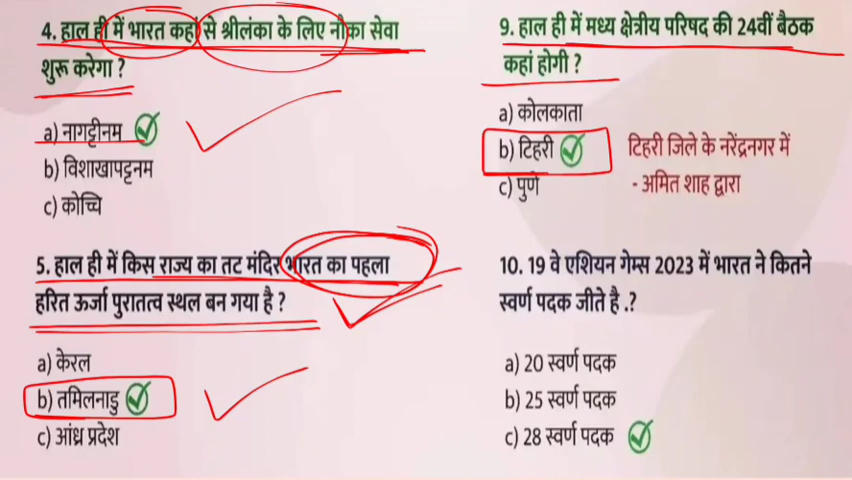 4. हाल ही में भारत कहां से श्रीलंका के लिए नौका सेवा
शुरू करेगा ?
a) नागट्टीनम
b) विशाखापट्टनम
c) कोच्चि
5. हाल ही में किस राज्य का तट मंदिर भारत का पहला
हरित ऊर्जा पुरातत्व स्थल बन गया है ?
a) केरल
b) तमिलनाडु
c) आंध्र प्रदेश
9. हाल ही में मध्य क्षेत्रीय परिषद की 24वीं बैठक
कहां होगी ?
a) कोलकाता
b) टिहरी
c) पुणे
टिहरी जिले के नरेंद्रनगर में
- अमित शाह द्वारा
10. 19 वे एशियन गेम्स 2023 में भारत ने कितने
स्वर्ण पदक जीते है .?
a) 20 स्वर्ण पदक
b) 25 स्वर्ण पदक
c) 28 स्वर्ण पदक